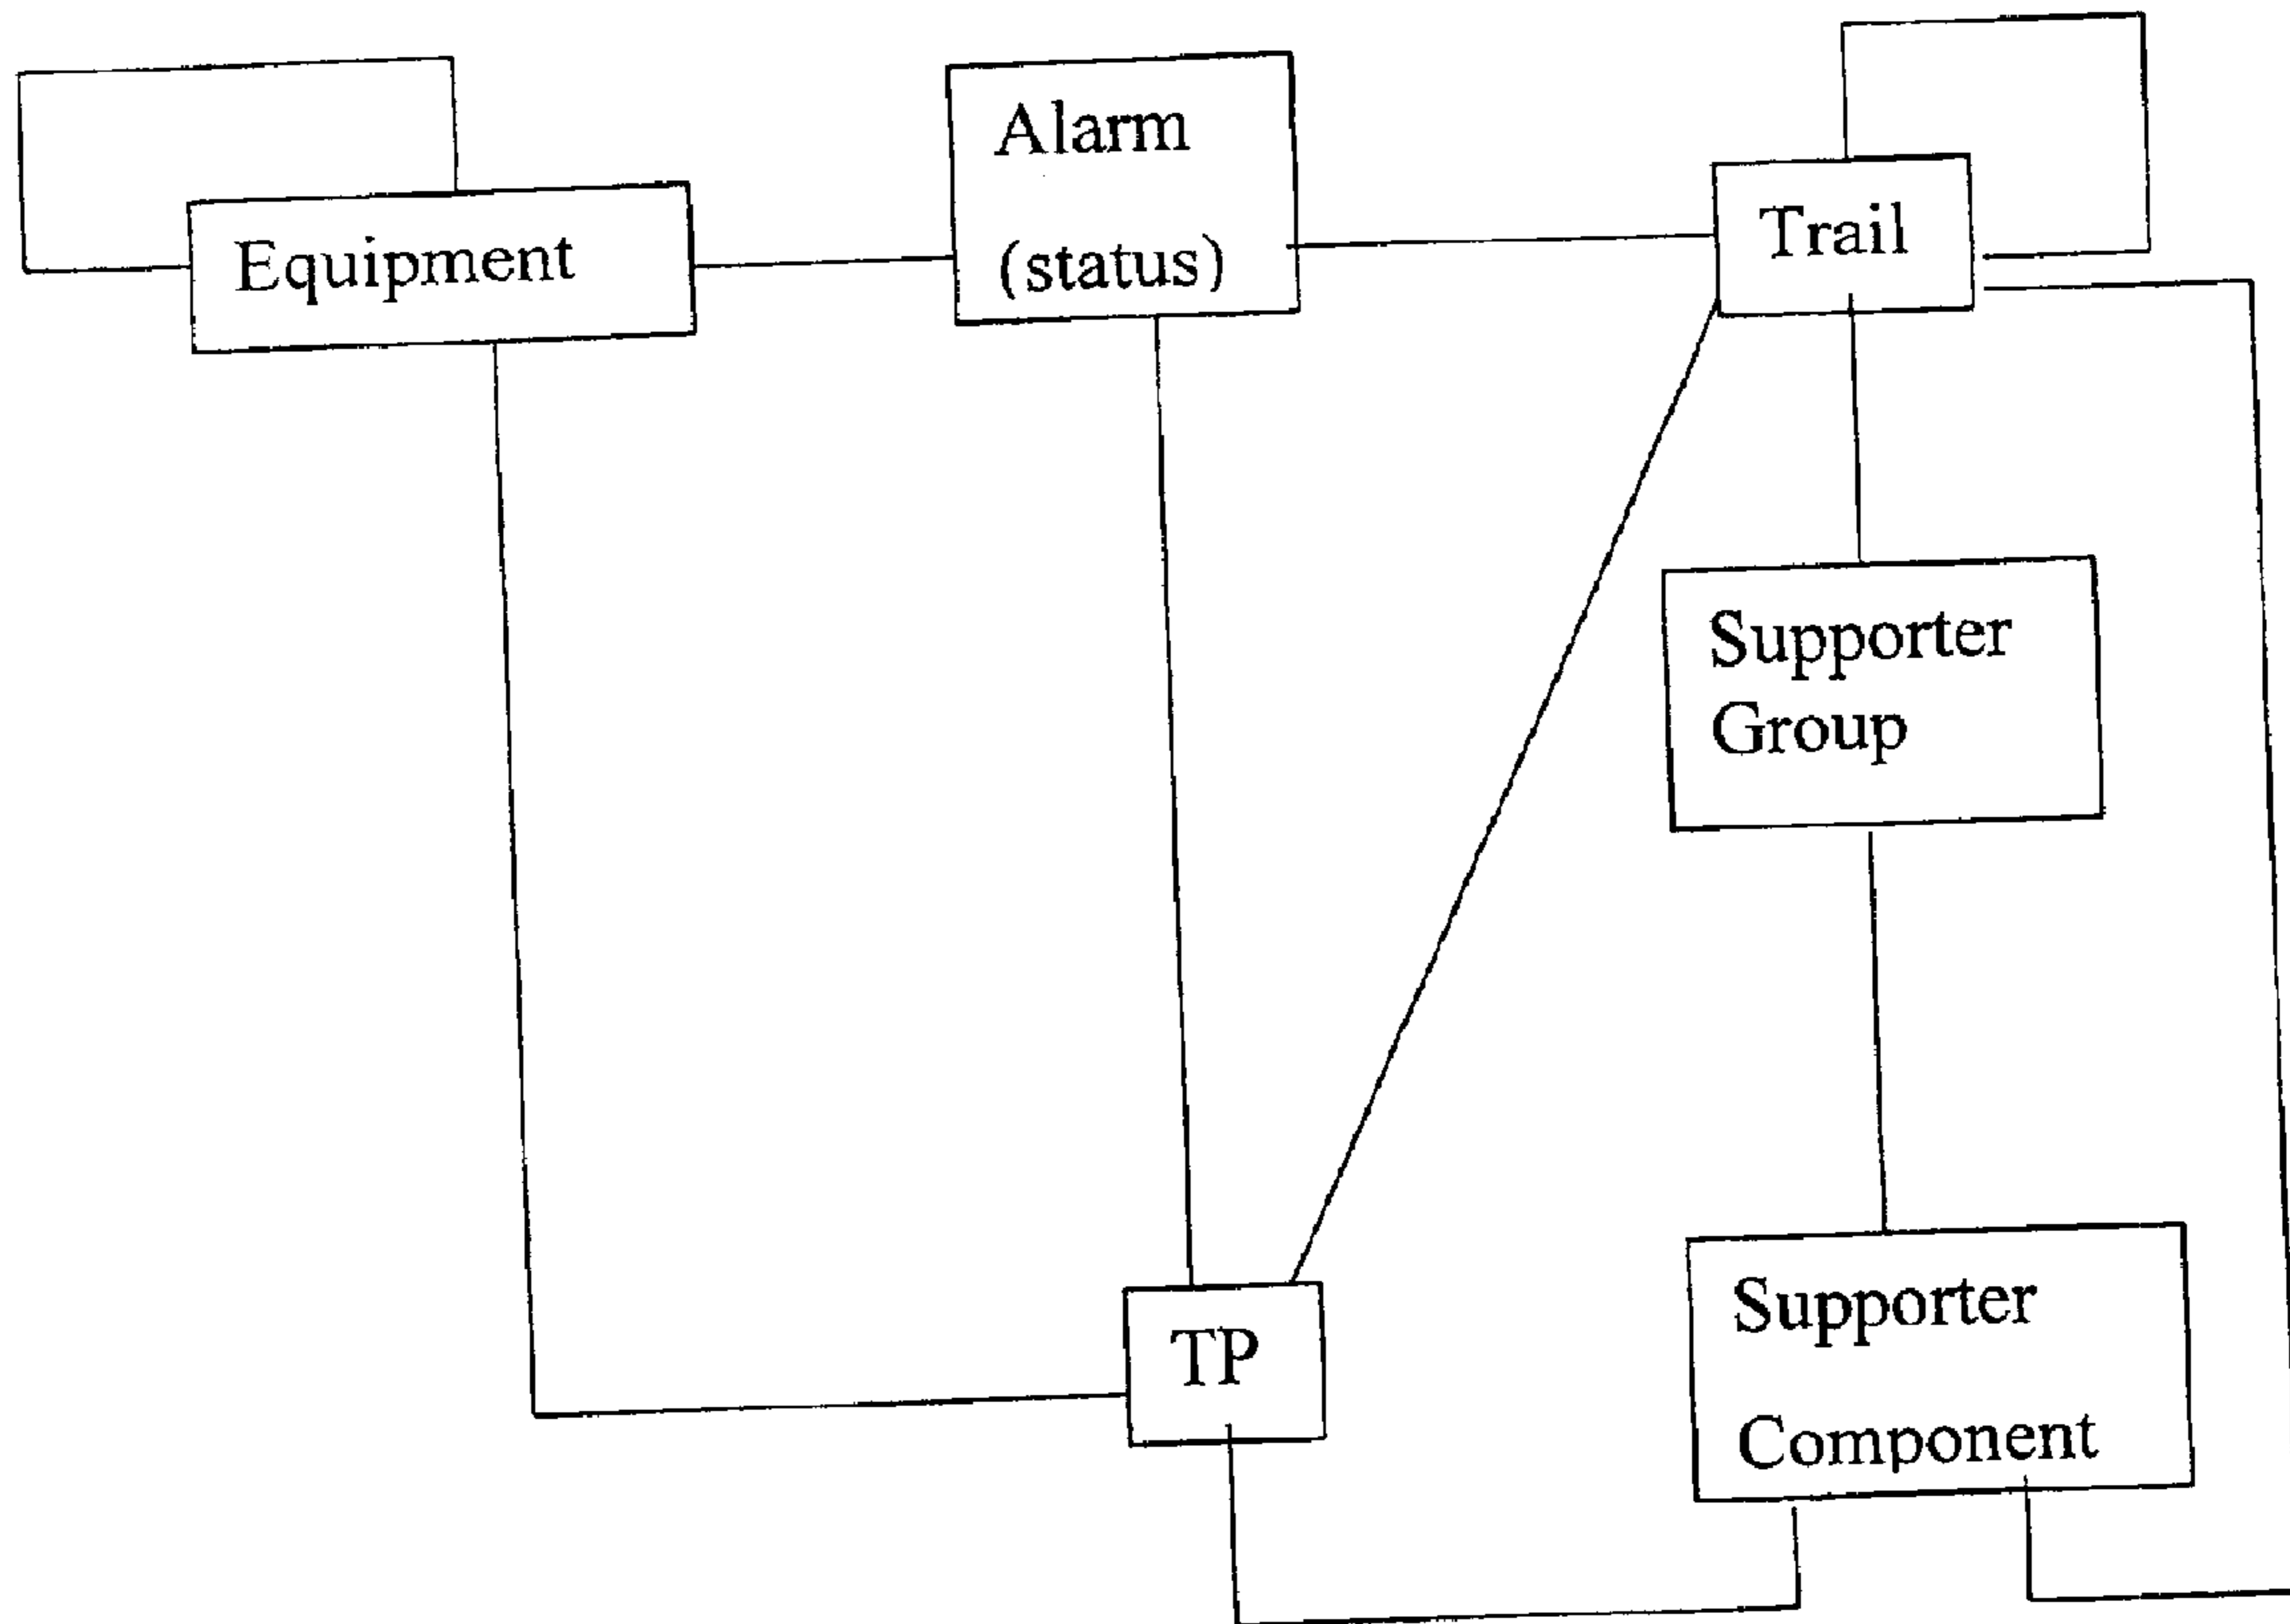 Equipment
Alarm
(status)
Trail
Supporter
Group
TP
Supporter
Component